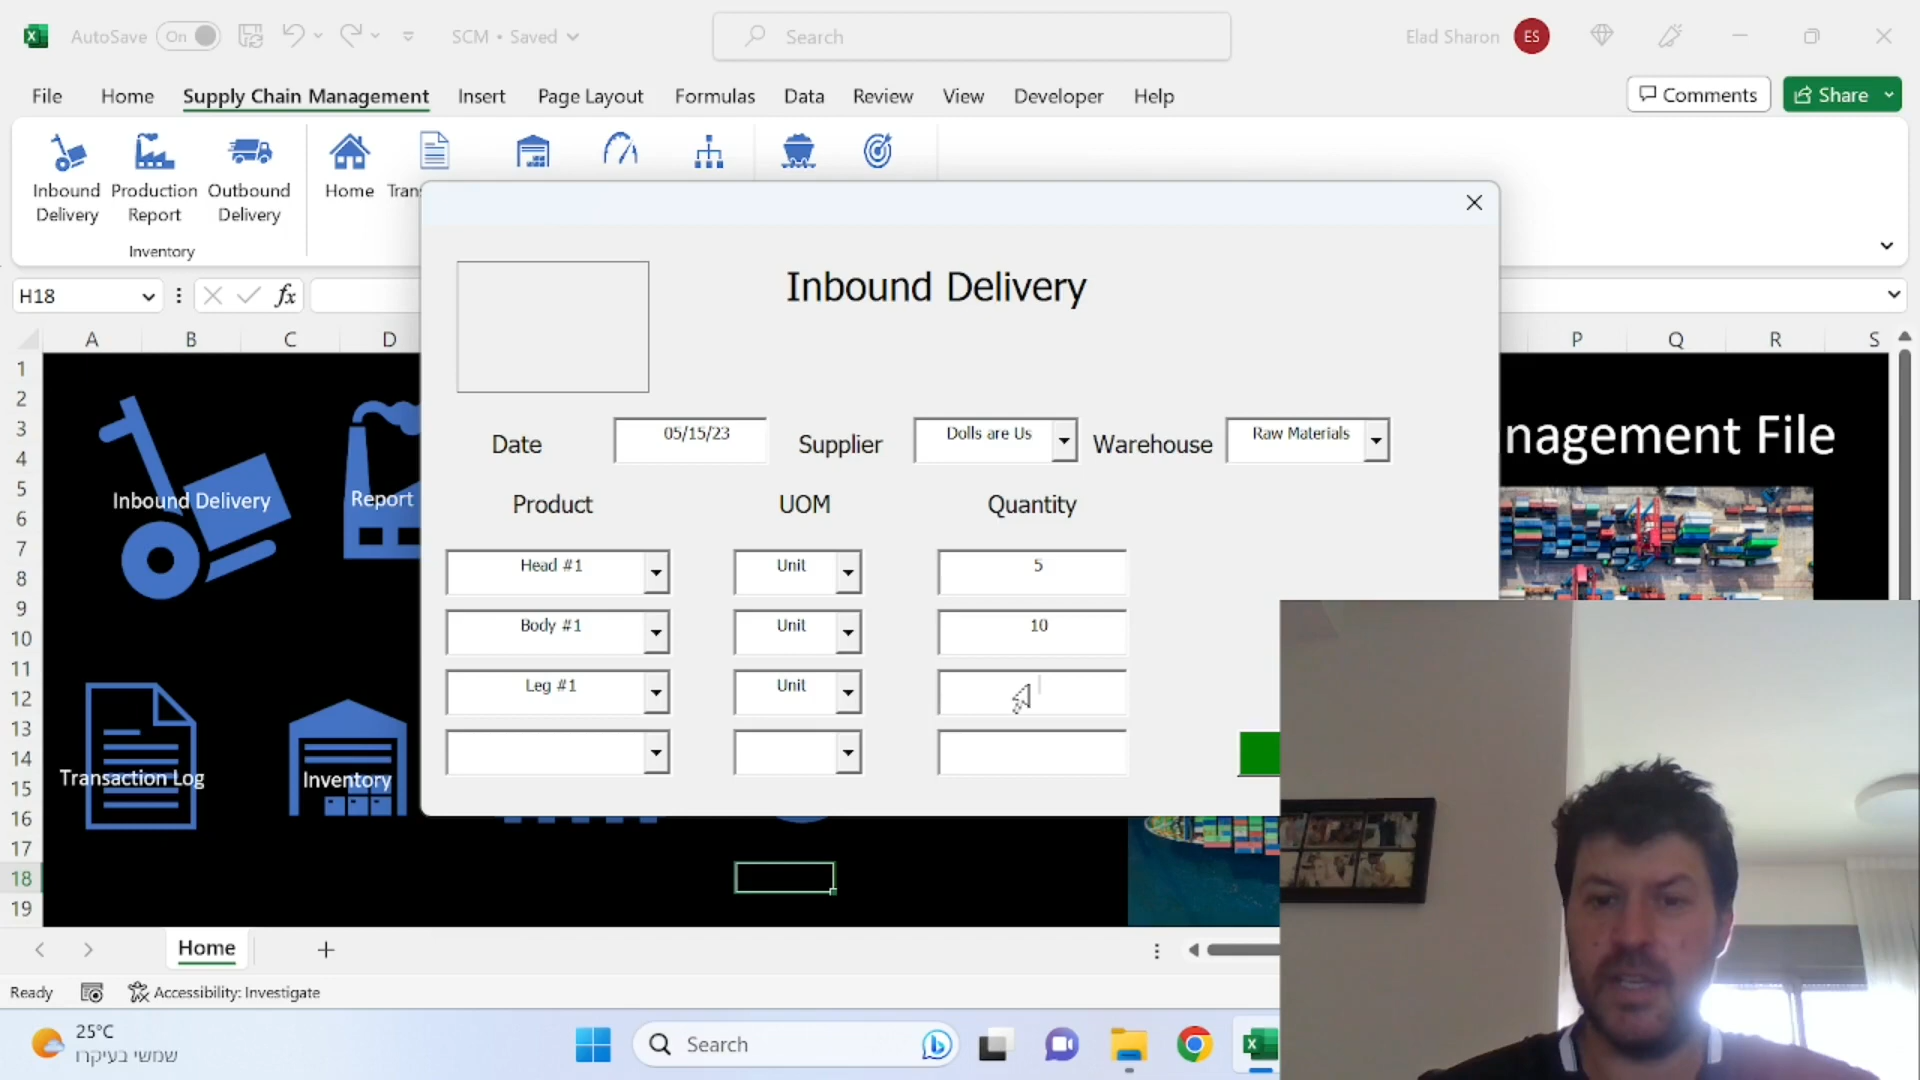 AutoSave On SCM • Saved Search Elad Sharon ES
File Home Supply Chain Management Insert Page Layout Formulas Data Review View Developer Help Comments Share
Inbound Delivery
Production Report
Outbound Delivery
Home
Inventory
H18 fx
A B C D P Q R S
1
2
3
4
5
6
7
8
9
10
11
12
13
14
15
16
17
18
19
Inbound Delivery
Report
Transaction Log
Inventory
nagement File
Inbound Delivery
Date 05/15/23 Supplier Dolls are Us Warehouse Raw Materials
Product UOM Quantity
Head #1 Unit 5
Body #1 Unit 10
Leg #1 Unit
Home
Ready Accessibility: Investigate
25°C
שמשי בעיקרו
Search